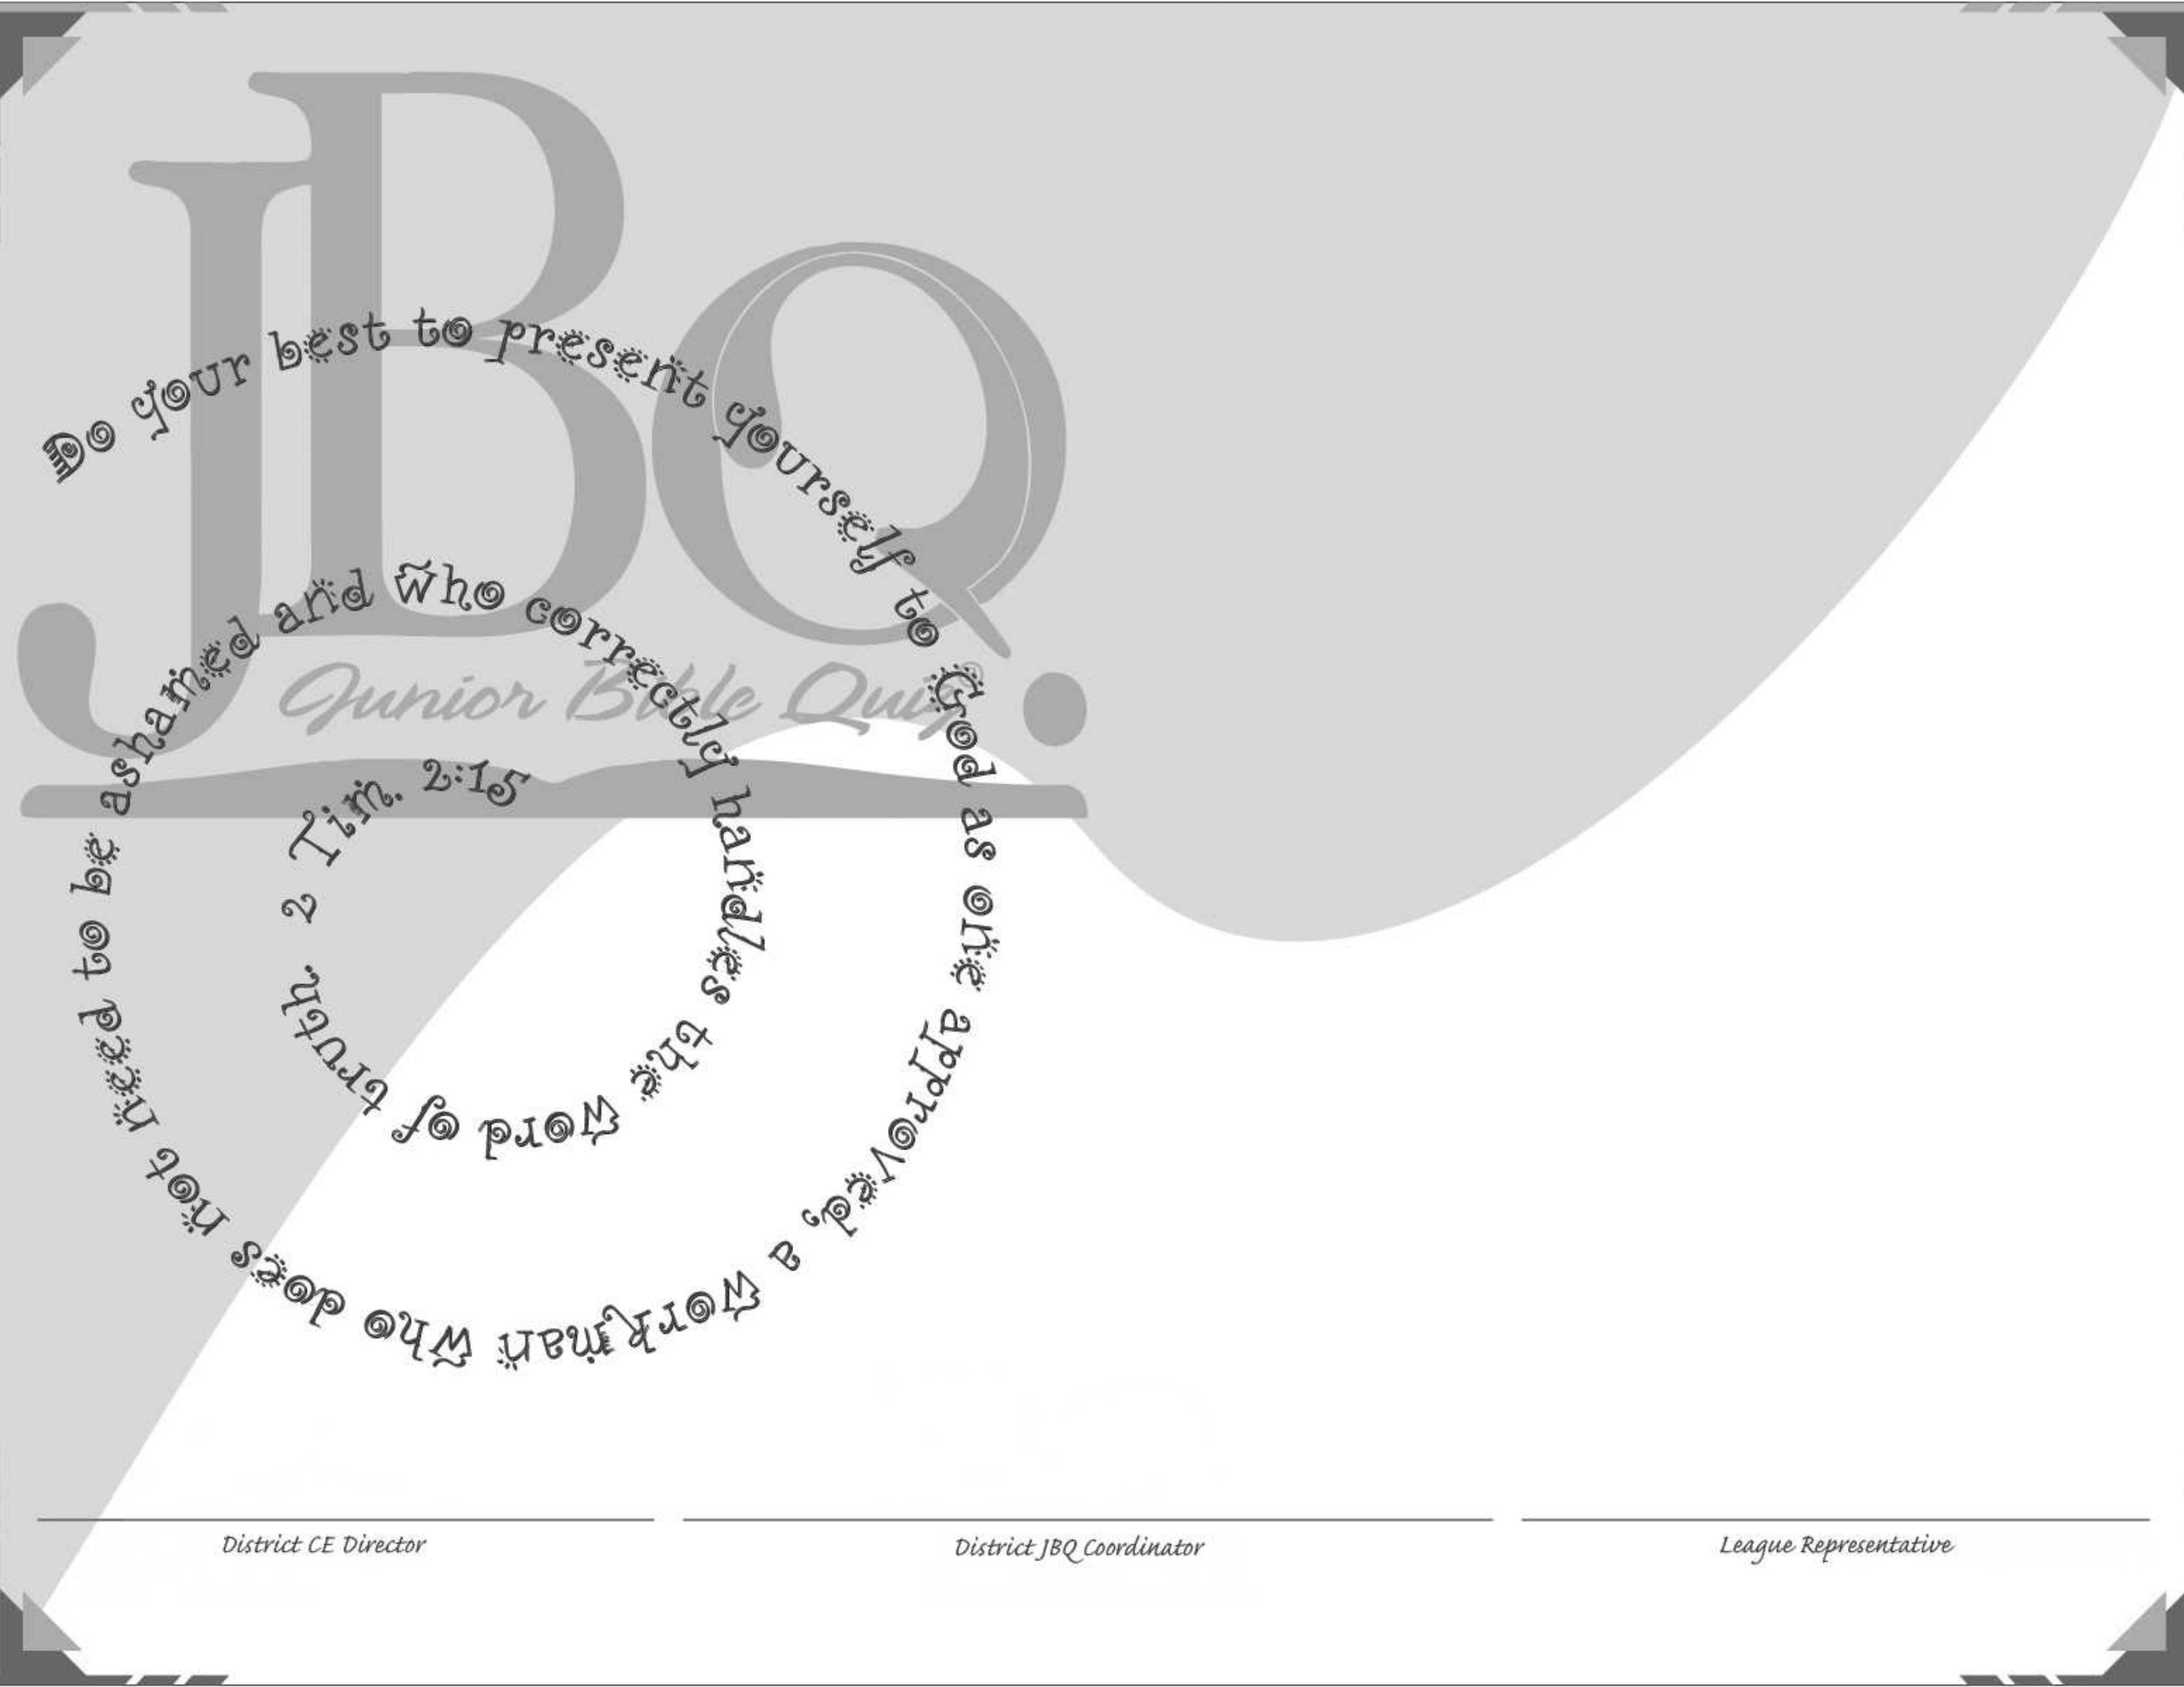 JBQ
Junior Bible Quiz®
Do your best to present yourself to God as one approved, a workman who does not need to be ashamed and who correctly handles the word of truth. 2 Tim. 2:15
District CE Director
District JBQ Coordinator
League Representative